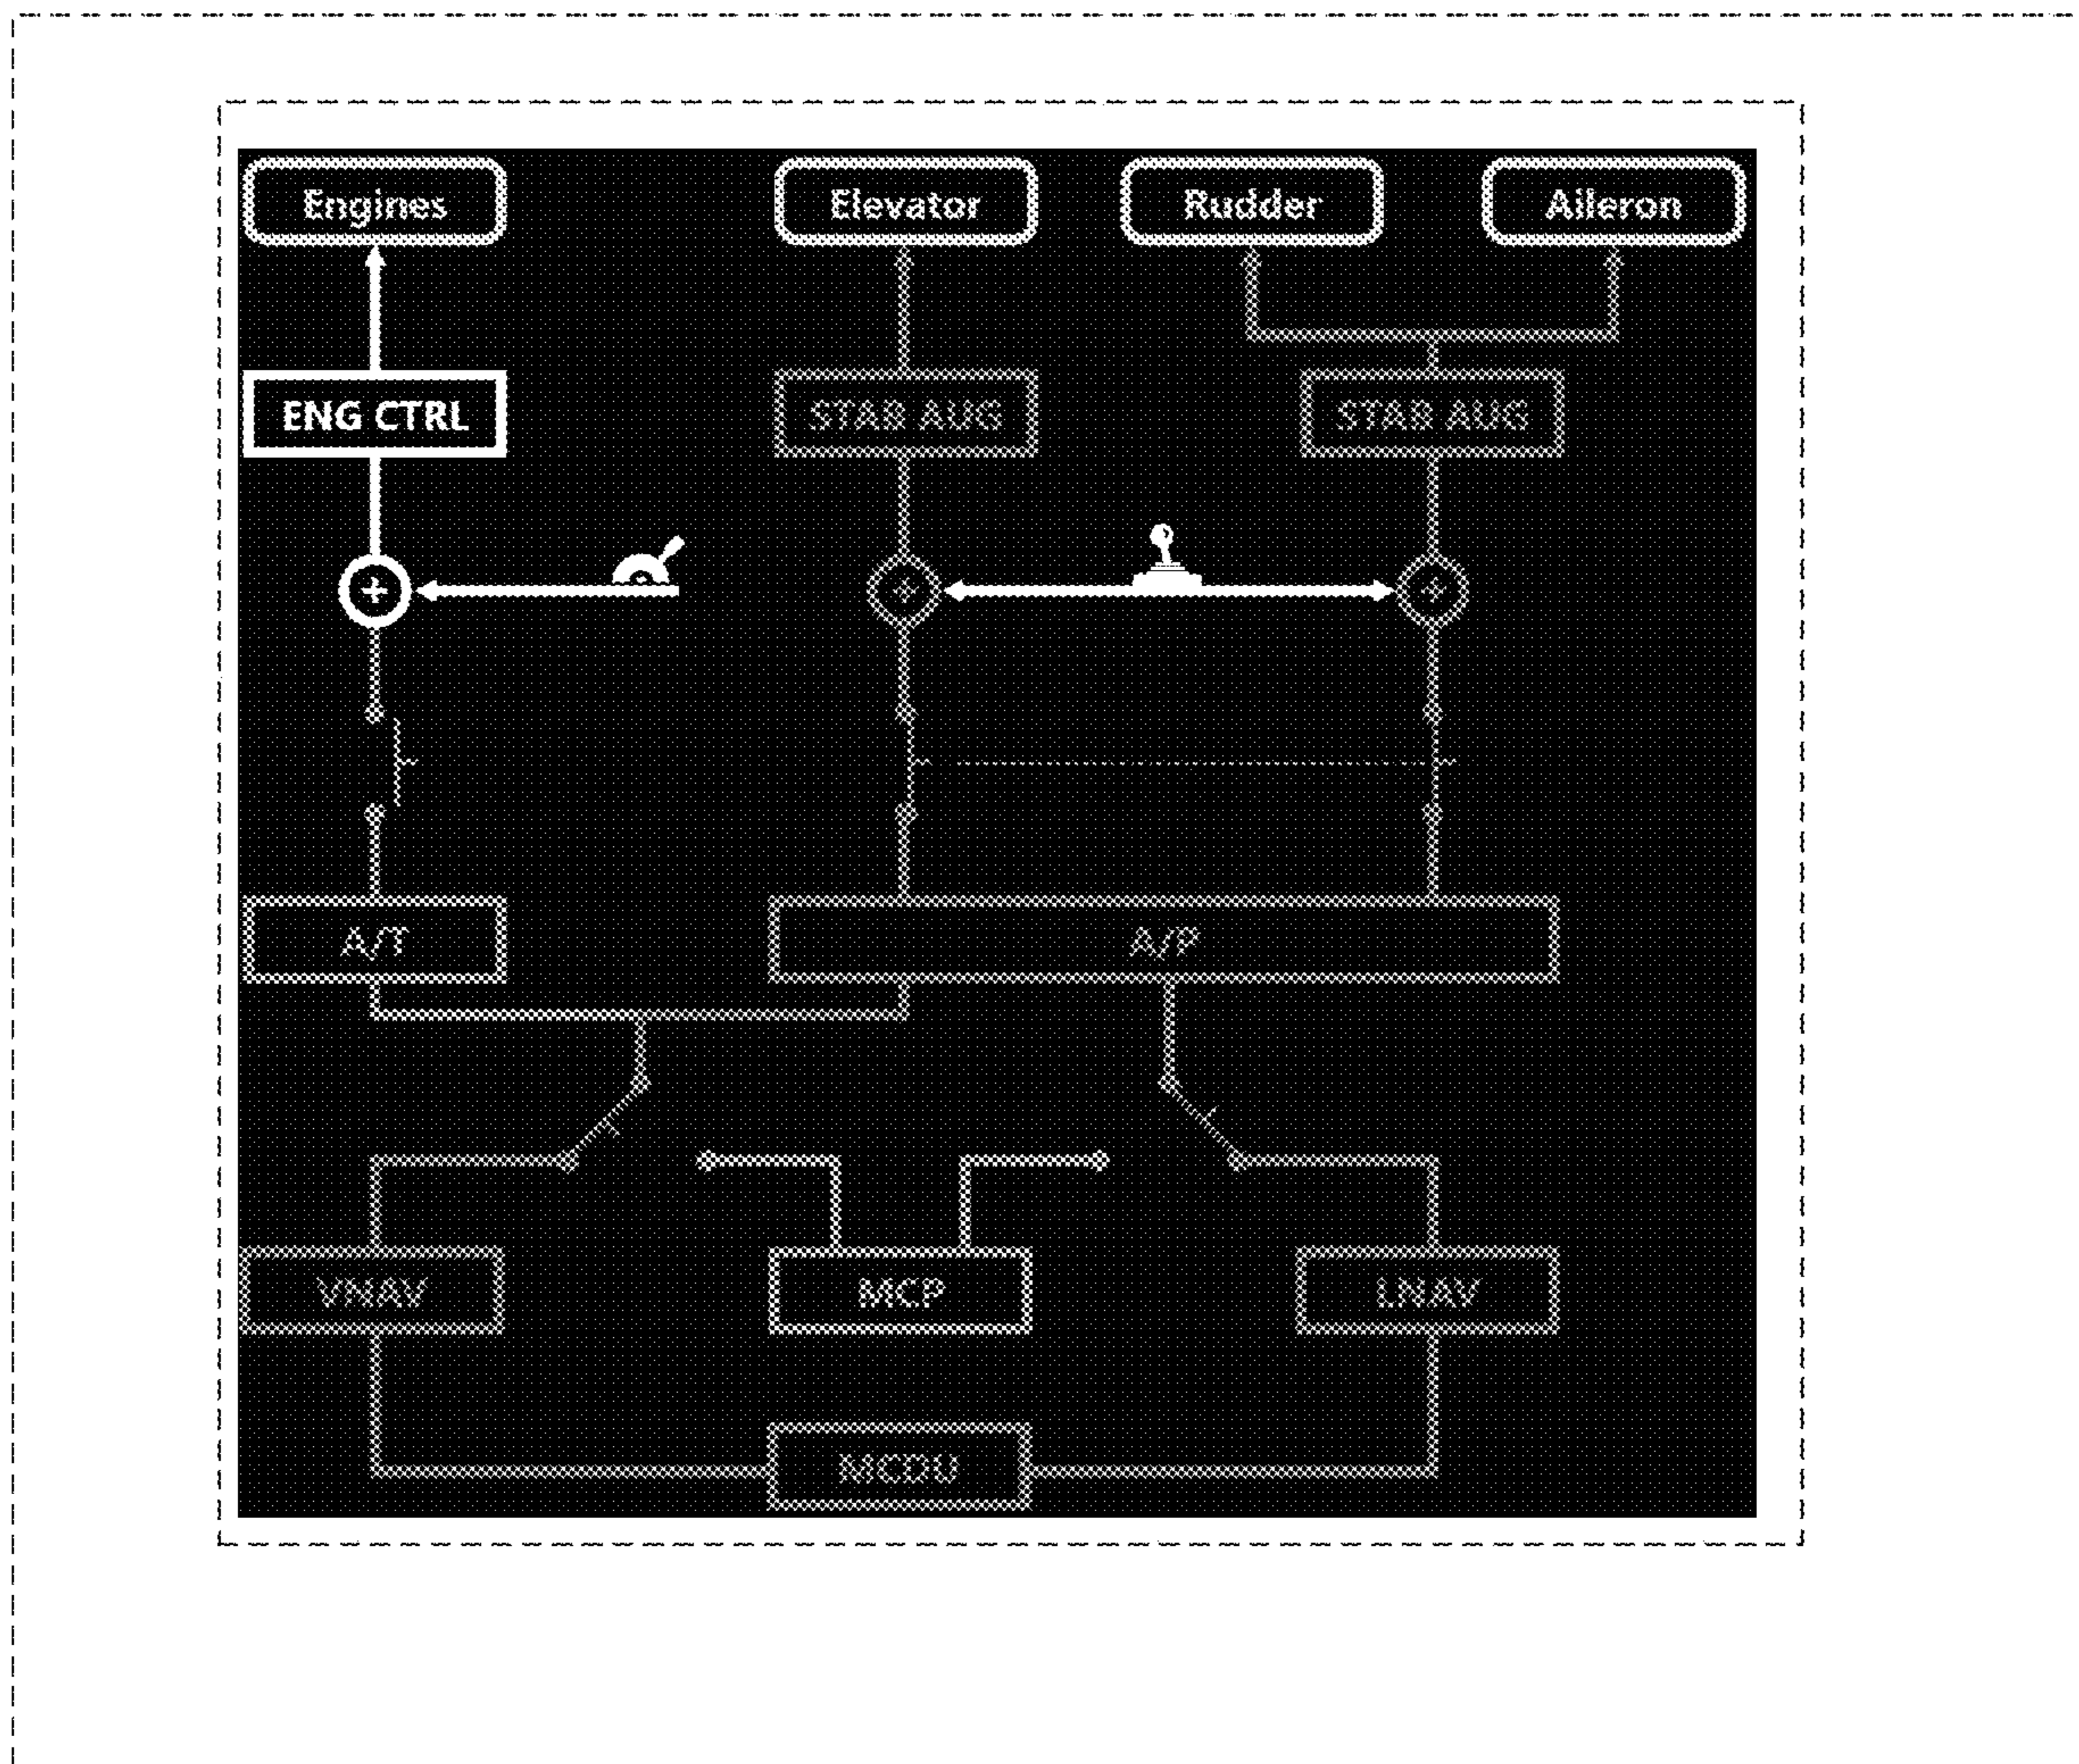 Engines
Elevator
Rudder
Aileron
ENG CTRL
STAB AUG
STAB AUG
+
+
+
A/T
A/P
VNAV
MCP
LNAV
MCDU